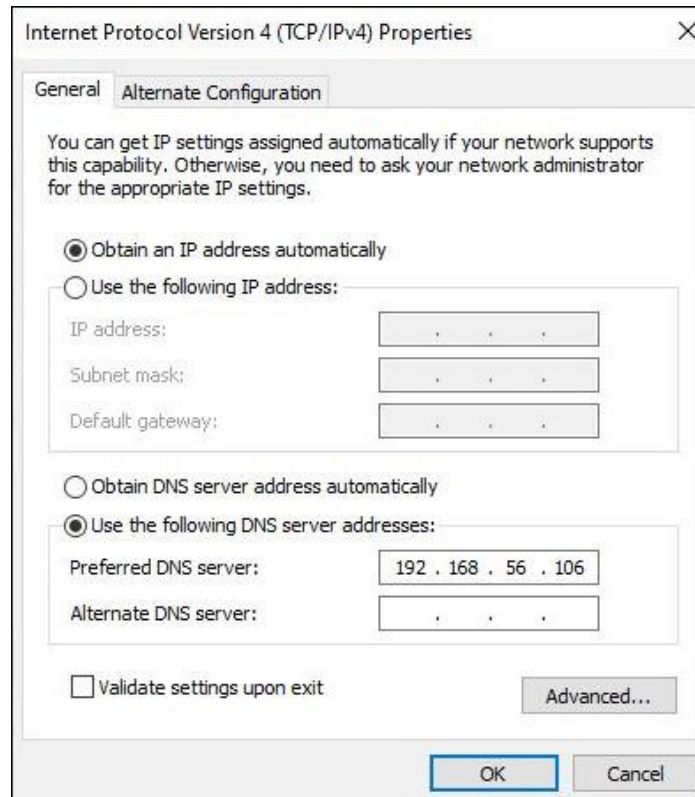 Internet Protocol Version 4 (TCP/IPv4) Properties
General
Alternate Configuration
You can get IP settings assigned automatically if your network supports
this capability. Otherwise, you need to ask your network administrator
for the appropriate IP settings.
Obtain an IP address automatically
Use the following IP address:
IP address: . . .
Subnet mask: . . .
Default gateway: . . .
Obtain DNS server address automatically
Use the following DNS server addresses:
Preferred DNS server: 192 . 168 . 56 . 106
Alternate DNS server: . . .
Validate settings upon exit
Advanced...
OK Cancel